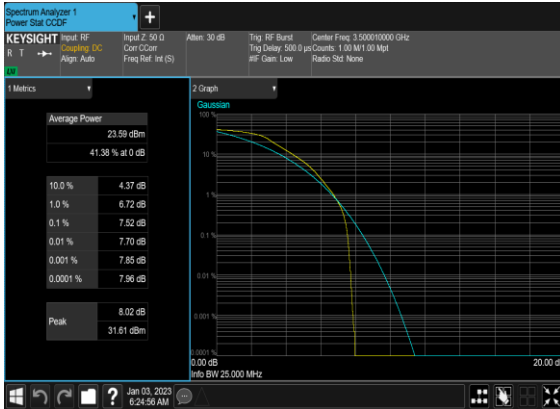 Spectrum Analyzer 1
Power Stat CCDF
KEYSIGHT
R T
Input: RF
Coupling: DC
Align: Auto
Input Z: 50 Ω
Corr CCorr
Freq Ref: Int (S)
Atten: 30 dB
Trig: RF Burst
Trig Delay: 500.0 µs
#IF Gain: Low
Center Freq: 3.500010000 GHz
Counts: 1.00 M/1.00 Mpt
Radio Std: None
1 Metrics
Average Power
23.59 dBm
41.38 % at 0 dB
10.0 % 4.37 dB
1.0 % 6.72 dB
0.1 % 7.52 dB
0.01 % 7.70 dB
0.001 % 7.85 dB
0.0001 % 7.96 dB
Peak
8.02 dB
31.61 dBm
2 Graph
Gaussian
100 %
10 %
1 %
0.1 %
0.01 %
0.001 %
0.0001 %
0.00 dB
20.00 d
Info BW 25.000 MHz
?
Jan 03, 2023
6:24:56 AM